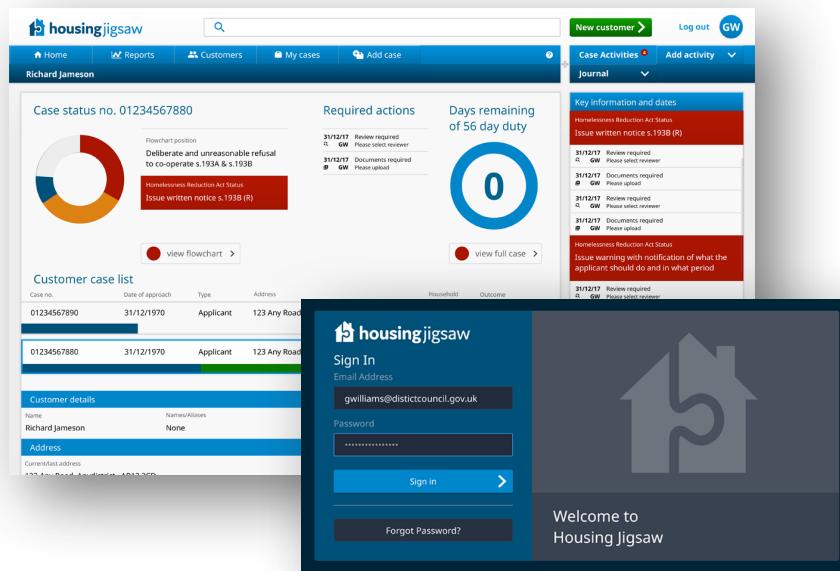 housingjigsaw
New customer
Log out
GW
Home
Reports
Customers
My cases
Add case
?
Case Activities
Add activity
Richard Jameson
Journal
Case status no. 01234567880
Flowchart position
Deliberate and unreasonable refusal
to co-operate s.193A & s.193B
Homelessness Reduction Act Status
Issue written notice s.193B (R)
view flowchart
Required actions
31/12/17 Review required
GW Please select reviewer
31/12/17 Documents required
GW Please upload
Days remaining
of 56 day duty
0
view full case
Key information and dates
Homelessness Reduction Act Status
Issue written notice s.193B (R)
31/12/17 Review required
GW Please select reviewer
31/12/17 Documents required
GW Please upload
31/12/17 Review required
GW Please select reviewer
31/12/17 Documents required
GW Please upload
Homelessness Reduction Act Status
Issue warning with notification of what the
applicant should do and in what period
31/12/17 Review required
GW Please select reviewer
Customer case list
Case no. Date of approach Type Address Household Outcome
01234567890 31/12/1970 Applicant 123 Any Road
01234567880 31/12/1970 Applicant 123 Any Road
Customer details
Name Names/Aliases
Richard Jameson None
Address
Current/last address
housingjigsaw
Sign In
Email Address
gwilliams@distictcouncil.gov.uk
Password
Sign in
Forgot Password?
Welcome to
Housing Jigsaw